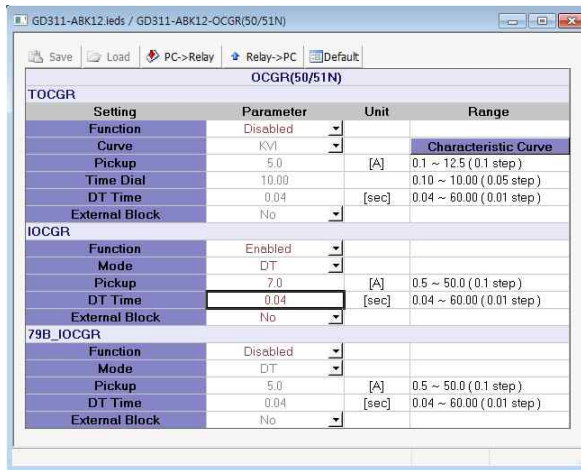 GD311-ABK12.ieds / GD311-ABK12-OCGR(50/51N)
Save Load PC->Relay Relay->PC Default
OCGR(50/51N)
TOCGR
Setting Parameter Unit Range
Function Disabled
Curve KVI Characteristic Curve
Pickup 5.0 [A] 0.1 ~ 12.5 ( 0.1 step )
Time Dial 10.00 0.10 ~ 10.00 ( 0.05 step )
DT Time 0.04 [sec] 0.04 ~ 60.00 ( 0.01 step )
External Block No
IOCGR
Function Enabled
Mode DT
Pickup 7.0 [A] 0.5 ~ 50.0 ( 0.1 step )
DT Time 0.04 [sec] 0.04 ~ 60.00 ( 0.01 step )
External Block No
79B_IOCGR
Function Disabled
Mode DT
Pickup 5.0 [A] 0.5 ~ 50.0 ( 0.1 step )
DT Time 0.04 [sec] 0.04 ~ 60.00 ( 0.01 step )
External Block No